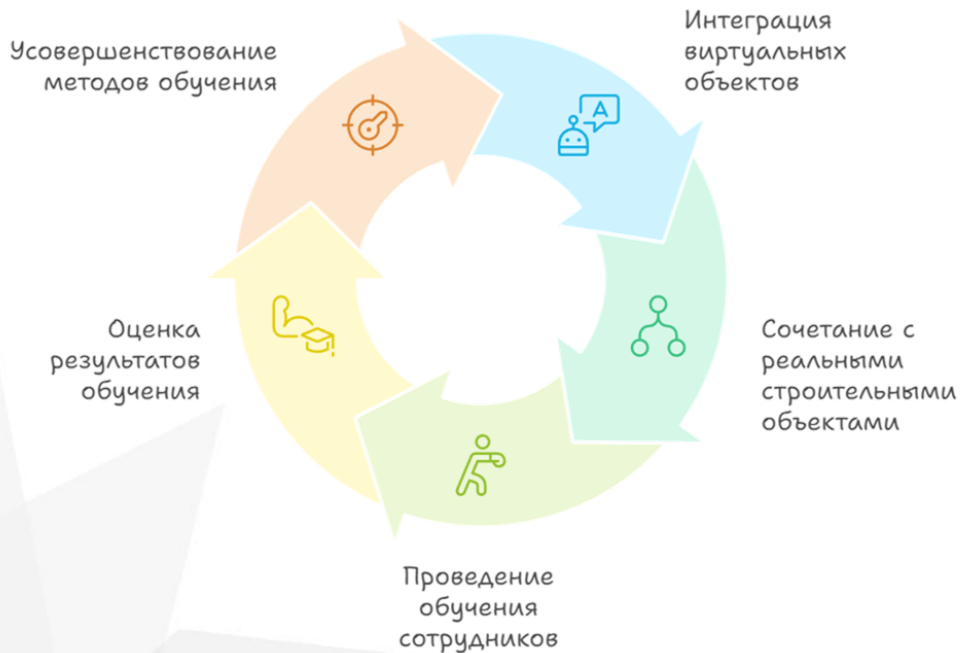 Усовершенствование
методов обучения
Интеграция
виртуальных
объектов
Сочетание с
реальными
строительными
объектами
Проведение
обучения
сотрудников
Оценка
результатов
обучения
A